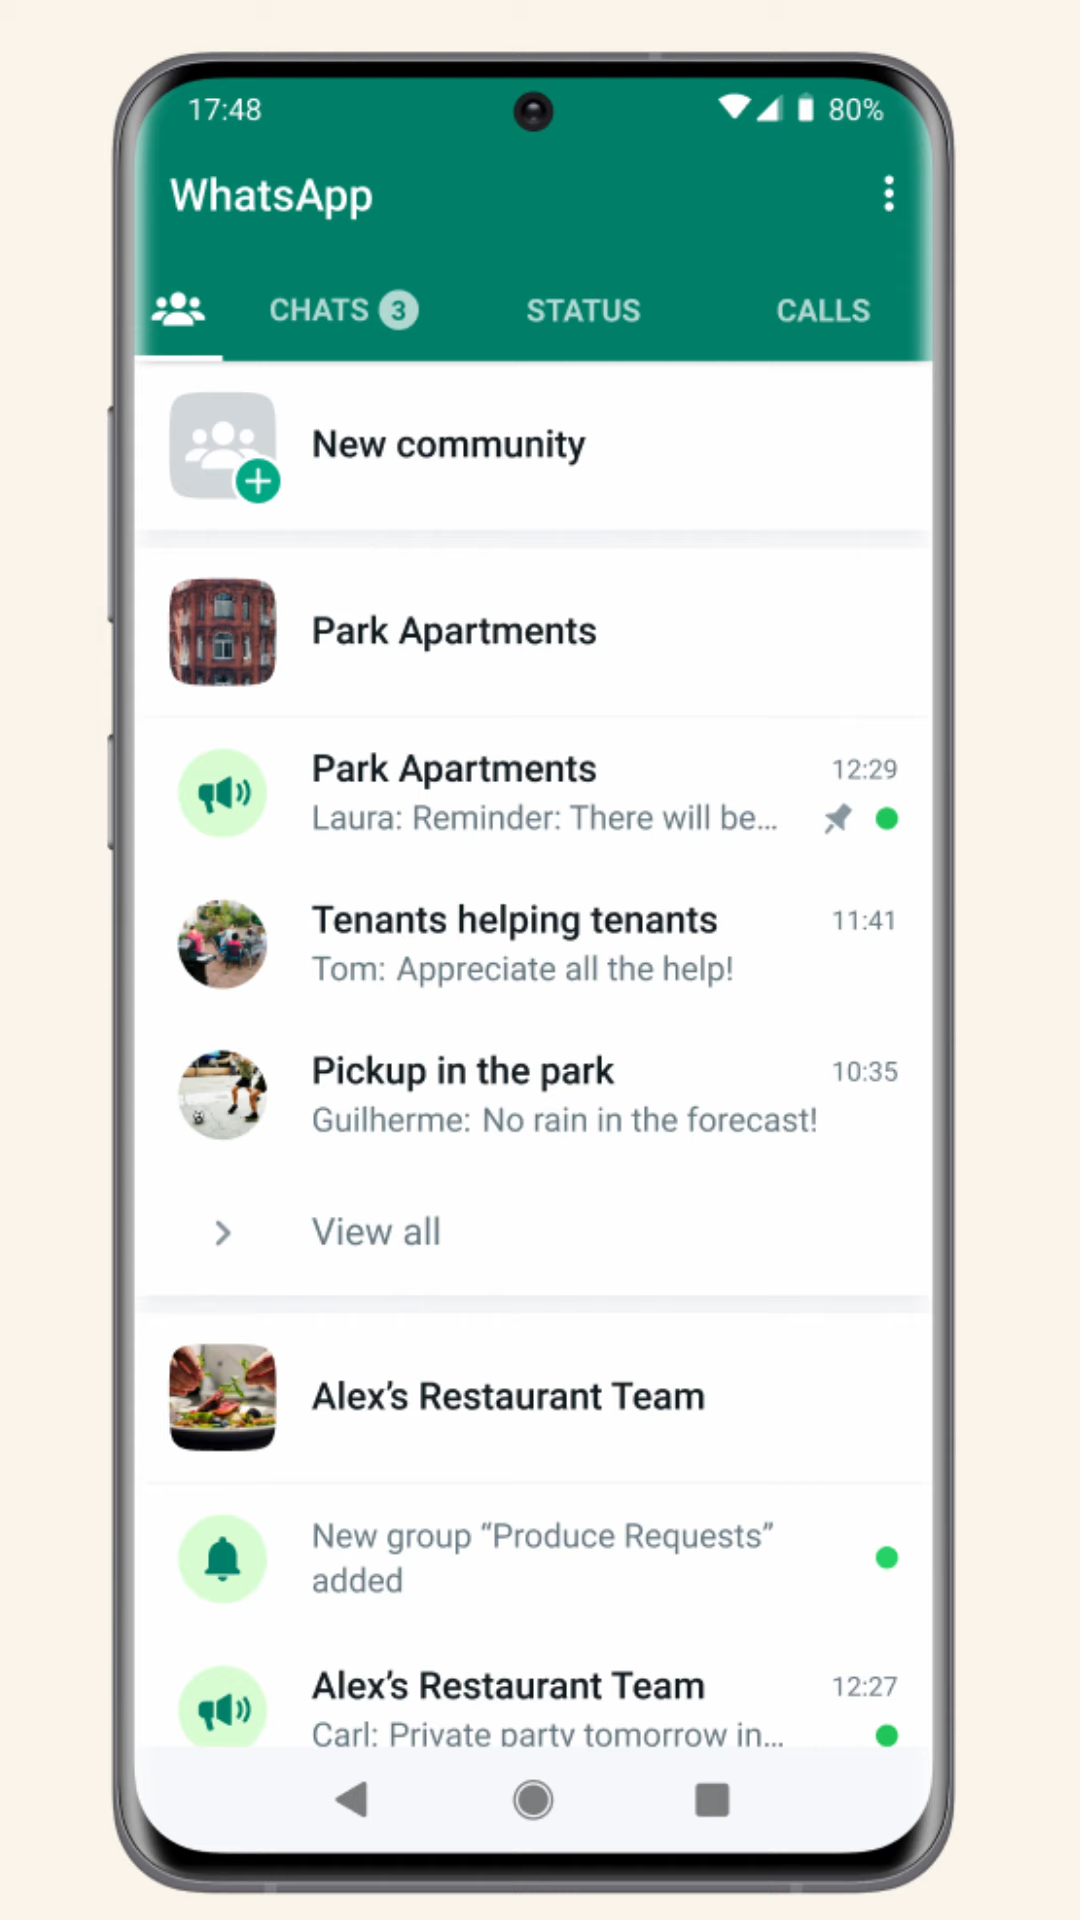 17:48
80%
WhatsApp
CHATS 3 STATUS CALLS
New community
Park Apartments
Park Apartments 12:29
Laura: Reminder: There will be...
Tenants helping tenants 11:41
Tom: Appreciate all the help!
Pickup in the park 10:35
Guilherme: No rain in the forecast!
View all
Alex’s Restaurant Team
New group “Produce Requests”
added
Alex’s Restaurant Team 12:27
Carl: Private party tomorrow in...